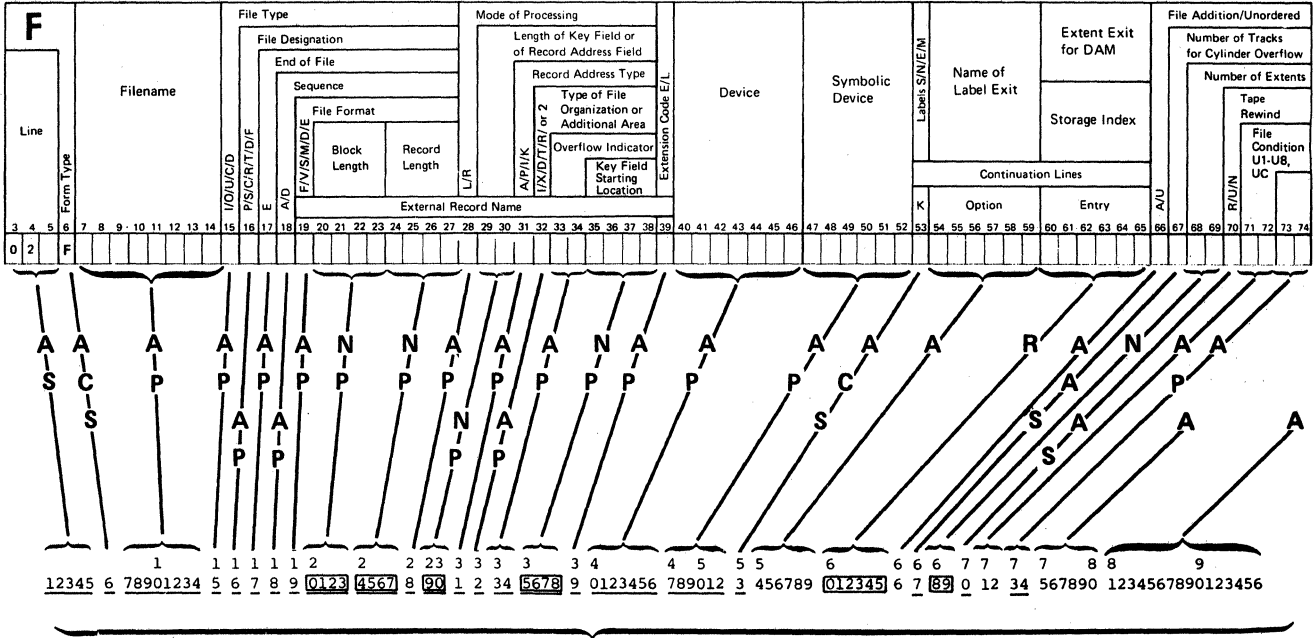 F
Line
Form Type
Filename
File Type
File Designation
End of File
Sequence
File Format
I/O/U/C/D
P/S/C/R/T/D/F
E
A/D
F/V/S/M/D/E
Block
Length
Record
Length
External Record Name
Mode of Processing
Length of Key Field or
of Record Address Field
Record Address Type
Type of File
Organization or
Additional Area
Overflow Indicator
Key Field
Starting
Location
L/R
A/P/I/K
I/X/D/T/R/ or 2
Extension Code E/L
Device
Symbolic
Device
Labels S/N/E/M
Name of
Label Exit
Extent Exit
for DAM
Storage Index
Continuation Lines
K
Option
Entry
File Addition/Unordered
Number of Tracks
for Cylinder Overflow
Number of Extents
Tape
Rewind
File
Condition
U1-U8,
UC
A/U
R/U/N
3 4 5 6 7 8 9 10 11 12 13 14 15 16 17 18 19 20 21 22 23 24 25 26 27 28 29 30 31 32 33 34 35 36 37 38 39 40 41 42 43 44 45 46 47 48 49 50 51 52 53 54 55 56 57 58 59 60 61 62 63 64 65 66 67 68 69 70 71 72 73 74
0 2 F
A A A A A A N N A A A N A A A A A R A N A A
S C P P P P P P P P P P P P P C A P
S A A N A S S A A A
P P P P S
1 1 1 1 1 1 2 2 2 23 3 3 3 3 3 4 4 5 5 5 6 6 6 6 7 7 7 7 8 8 9
12345 6 78901234 5 6 7 8 9 0123 4567 8 90 1 2 34 5678 9 0123456 789012 3 456789 012345 6 7 89 0 12 34 567890 1234567890123456